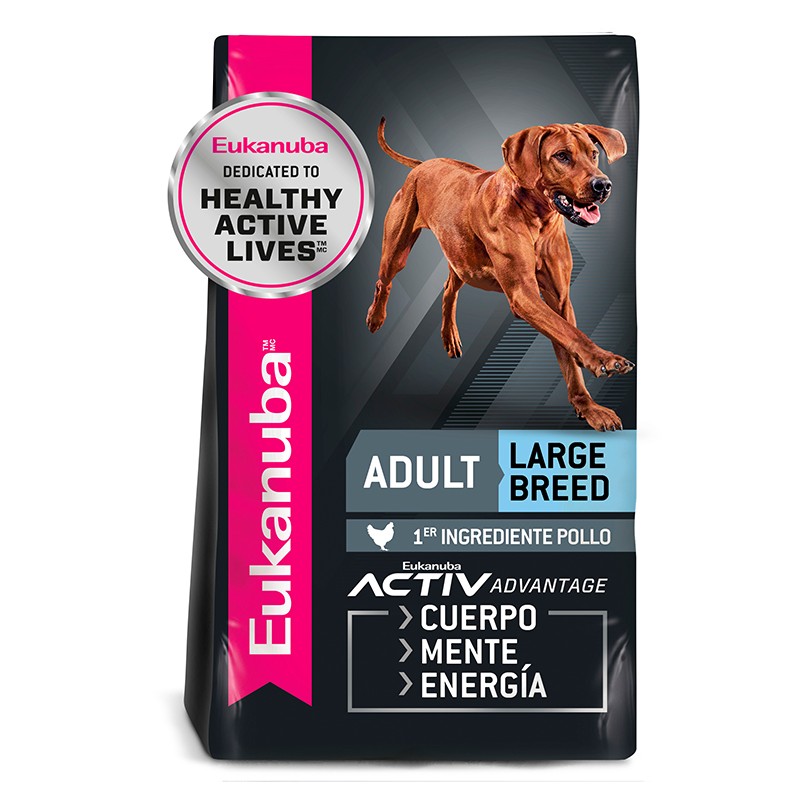 Eukanuba
DEDICATED TO
HEALTHY
ACTIVE
LIVES™MC
Eukanuba™MC
ADULT
LARGE
BREED
1ER INGREDIENTE POLLO
Eukanuba
ACTIV ADVANTAGE
CUERPO
MENTE
ENERGÍA